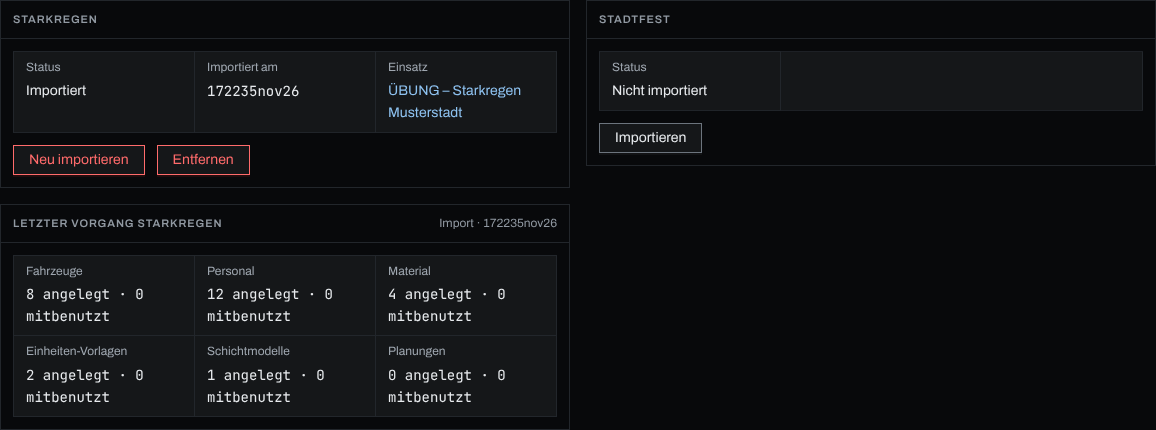 STARKREGEN
Status
Importiert
Importiert am
172235nov26
Einsatz
ÜBUNG – Starkregen
Musterstadt
Neu importieren
Entfernen
STADTFEST
Status
Nicht importiert
Importieren
LETZTER VORGANG STARKREGEN
Import · 172235nov26
Fahrzeuge
8 angelegt · 0
mitbenutzt
Personal
12 angelegt · 0
mitbenutzt
Material
4 angelegt · 0
mitbenutzt
Einheiten-Vorlagen
2 angelegt · 0
mitbenutzt
Schichtmodelle
1 angelegt · 0
mitbenutzt
Planungen
0 angelegt · 0
mitbenutzt